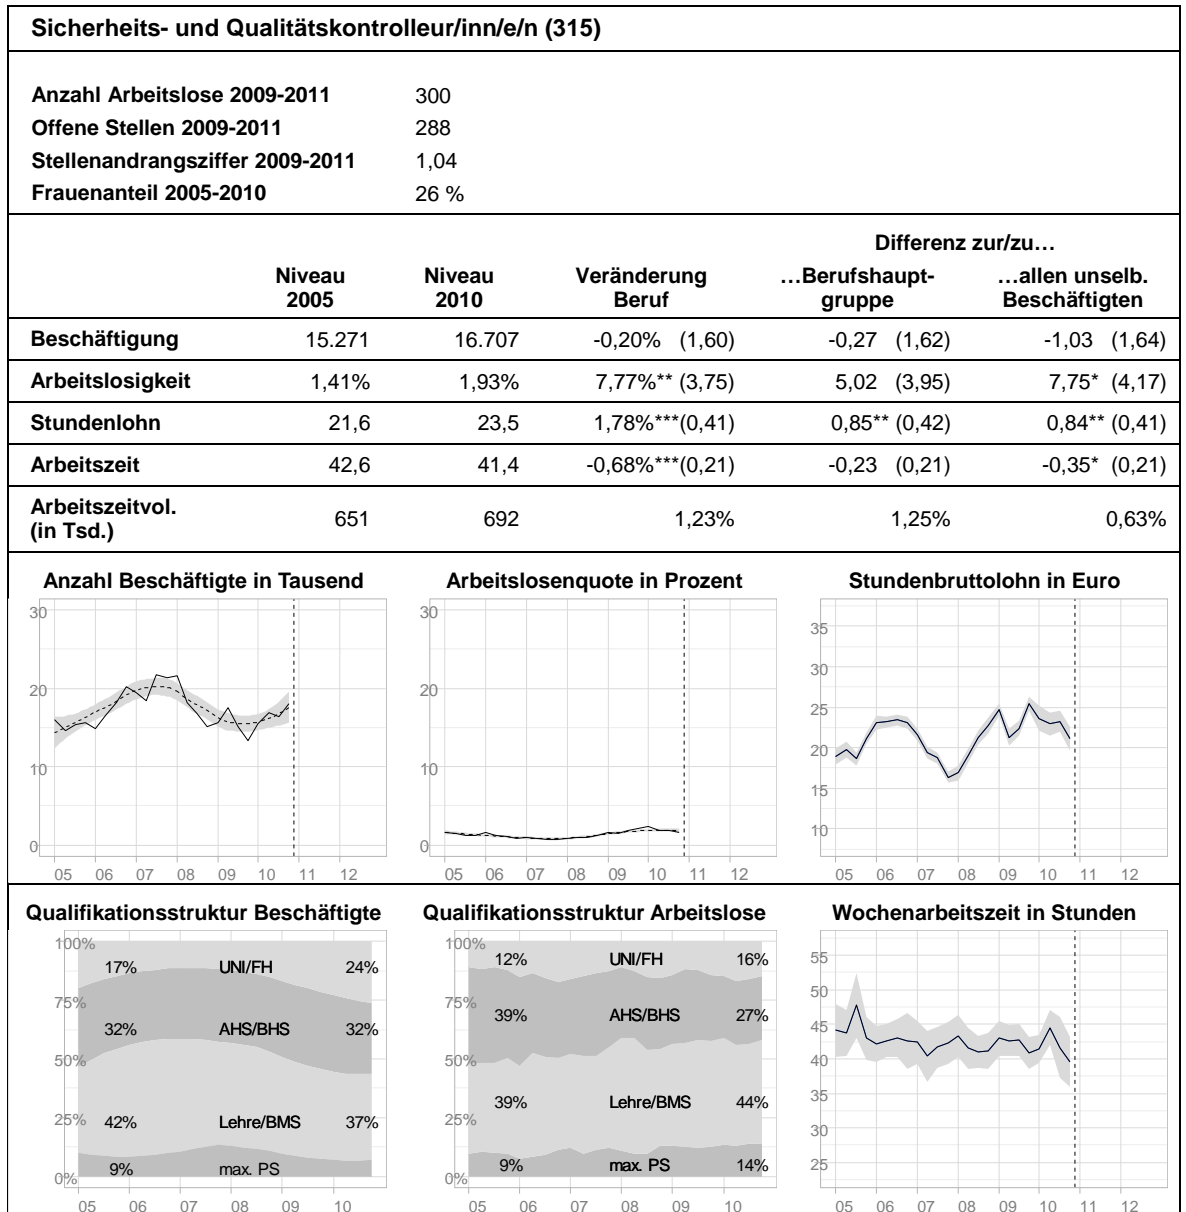 Sicherheits- und Qualitätskontrolleur/inn/e/n (315)
Anzahl Arbeitslose 2009-2011 300
Offene Stellen 2009-2011 288
Stellenandrangsziffer 2009-2011 1,04
Frauenanteil 2005-2010 26 %
Differenz zur/zu…
Niveau 2005 Niveau 2010 Veränderung Beruf …Berufshaupt-gruppe …allen unselb. Beschäftigten
Beschäftigung 15.271 16.707 -0,20% (1,60) -0,27 (1,62) -1,03 (1,64)
Arbeitslosigkeit 1,41% 1,93% 7,77%** (3,75) 5,02 (3,95) 7,75* (4,17)
Stundenlohn 21,6 23,5 1,78%***(0,41) 0,85** (0,42) 0,84** (0,41)
Arbeitszeit 42,6 41,4 -0,68%***(0,21) -0,23 (0,21) -0,35* (0,21)
Arbeitszeitvol. (in Tsd.) 651 692 1,23% 1,25% 0,63%
Anzahl Beschäftigte in Tausend
30
20
10
0
05 06 07 08 09 10 12
Arbeitslosenquote in Prozent
30
20
10
0
05 06 07 08 09 10 12
Stundenbruttolohn in Euro
35
30
25
20
15
10
05 06 07 08 09 10 11 12
Qualifikationsstruktur Beschäftigte
100%
17% UNI/FH 24%
75%
32% AHS/BHS 32%
50%
25% 42% Lehre/BMS 37%
9% max. PS
0%
05 06 07 08 09 10
Qualifikationsstruktur Arbeitslose
100%
12% UNI/FH 16%
75%
39% AHS/BHS 27%
50%
39% Lehre/BMS 44%
25%
9% max. PS 14%
0%
05 06 07 08 09 10
Wochenarbeitszeit in Stunden
55
50
45
40
35
30
25
05 06 07 08 09 10 11 12